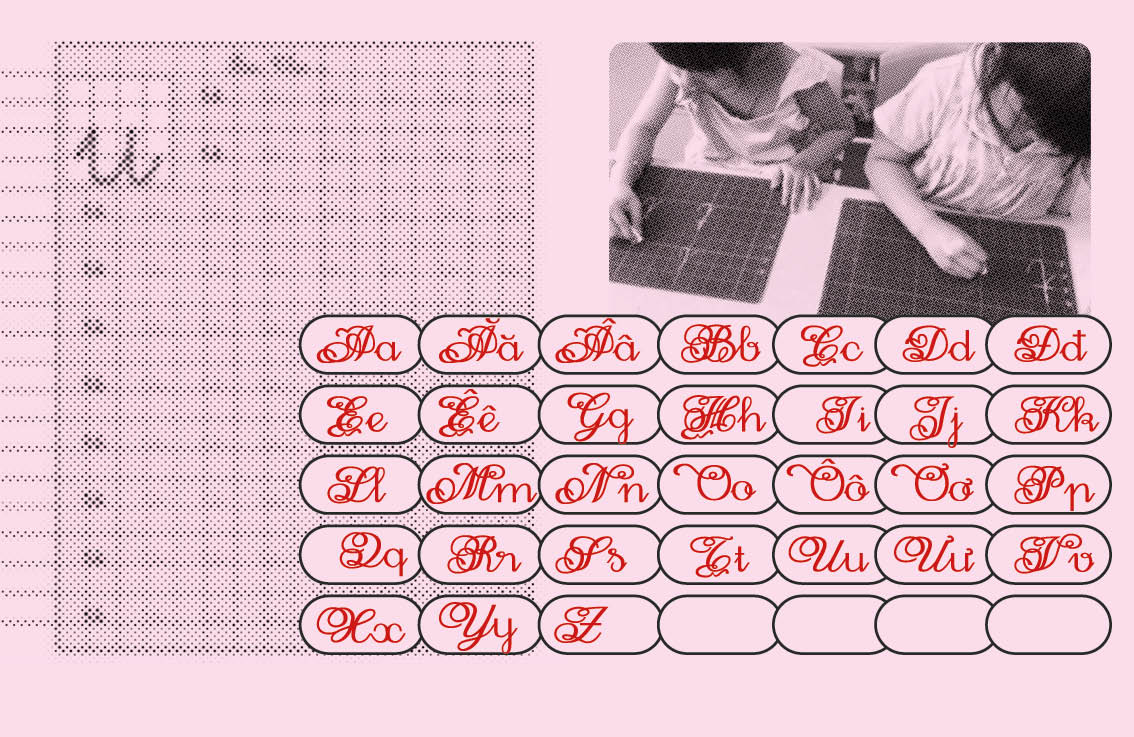 u
Aa Ăă Ââ Bb Cc Dd Đđ
Ee Êê Gg Hh Ii Jj Kk
Ll Mm Nn Oo Ôô Ơơ Pp
Qq Rr Ss Tt Uu Ưư Vv
Xx Yy Z